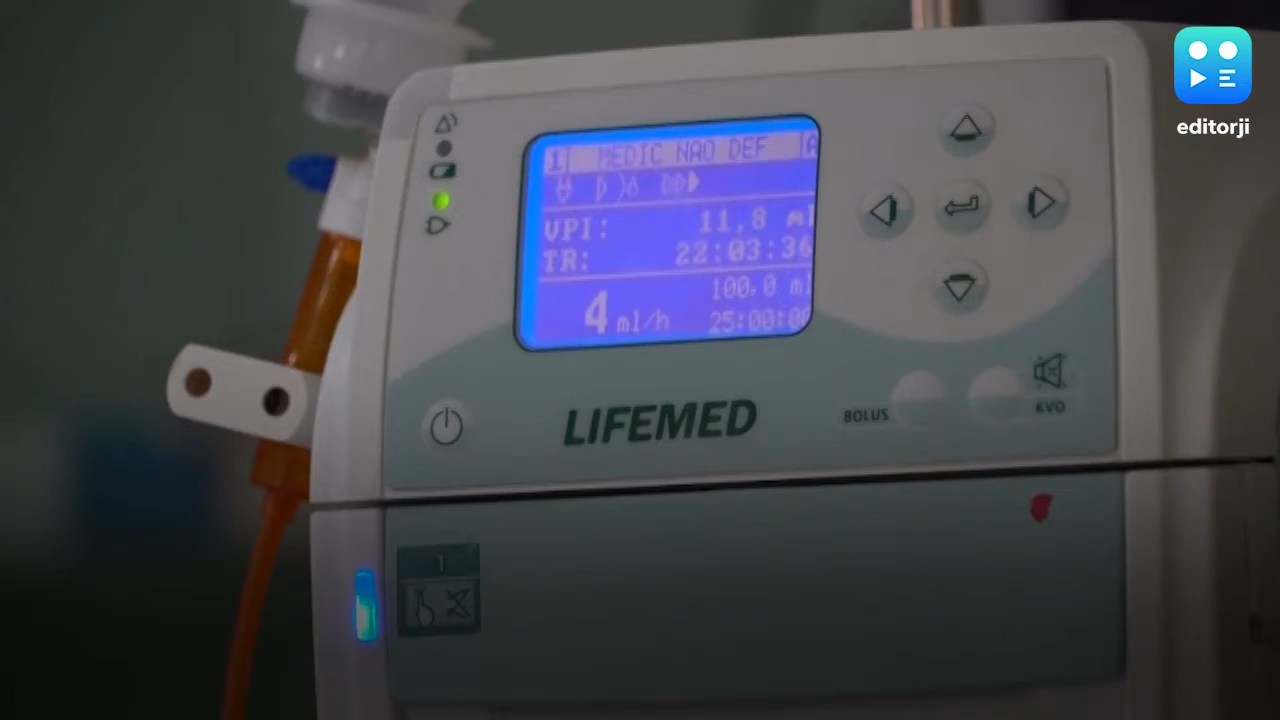 editorji
1 MEDIC NAO DEF A
VPI: 11,8 ml
TR: 22:03:36
100,0 ml
4 ml/h 25:00:00
LIFEMED
BOLUS
KVO
1